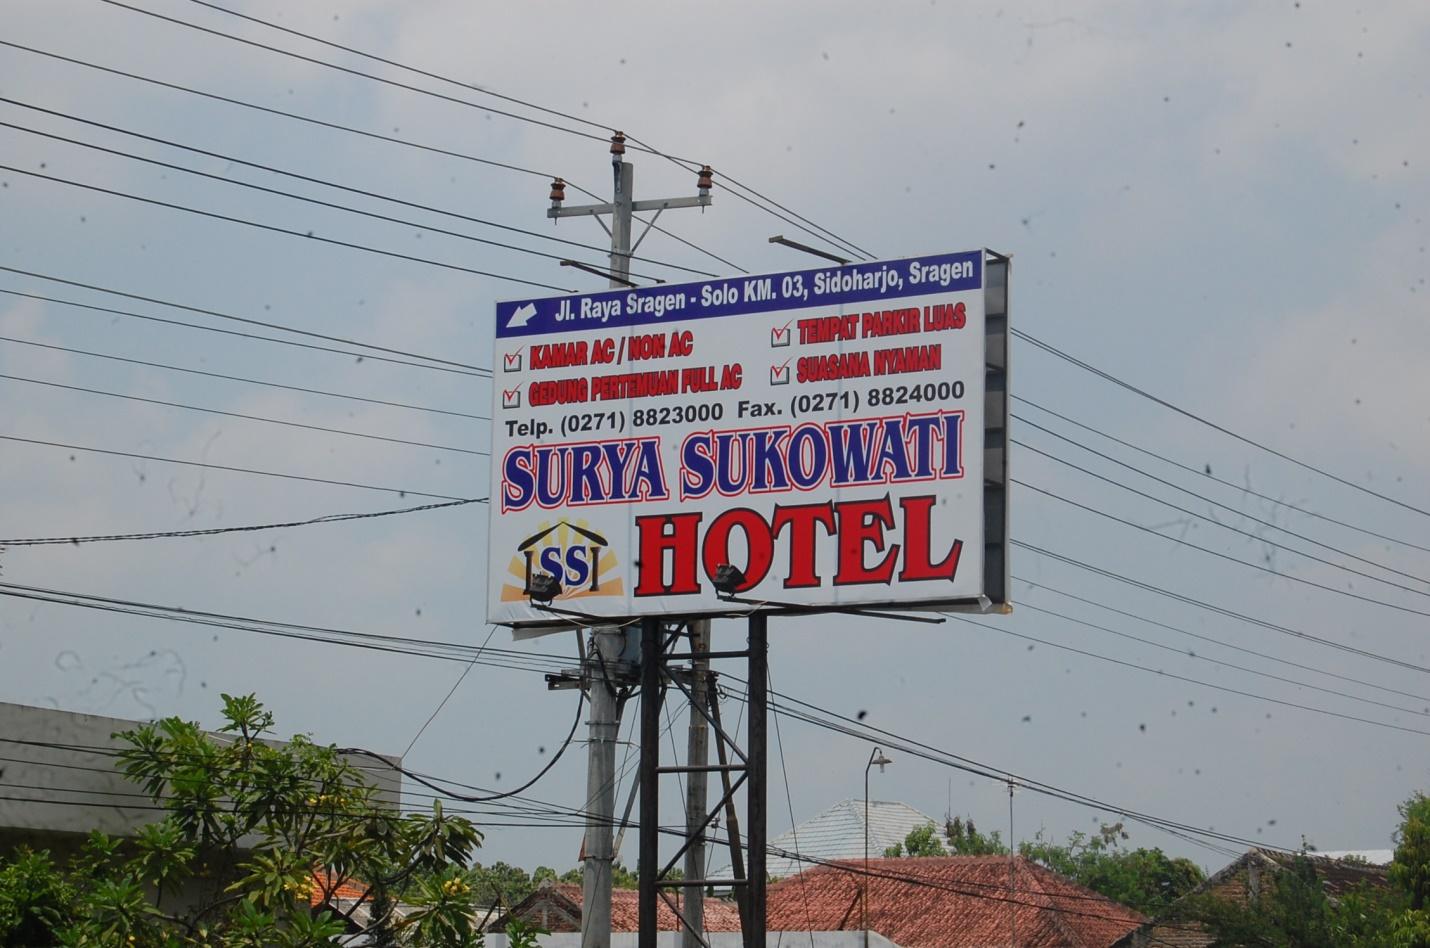 Jl. Raya Sragen - Solo KM. 03, Sidoharjo, Sragen
KAMAR AC / NON AC
GEDUNG PERTEMUAN FULL AC
TEMPAT PARKIR LUAS
SUASANA NYAMAN
Telp. (0271) 8823000 Fax. (0271) 8824000
SURYA SUKOWATI
HOTEL
SS